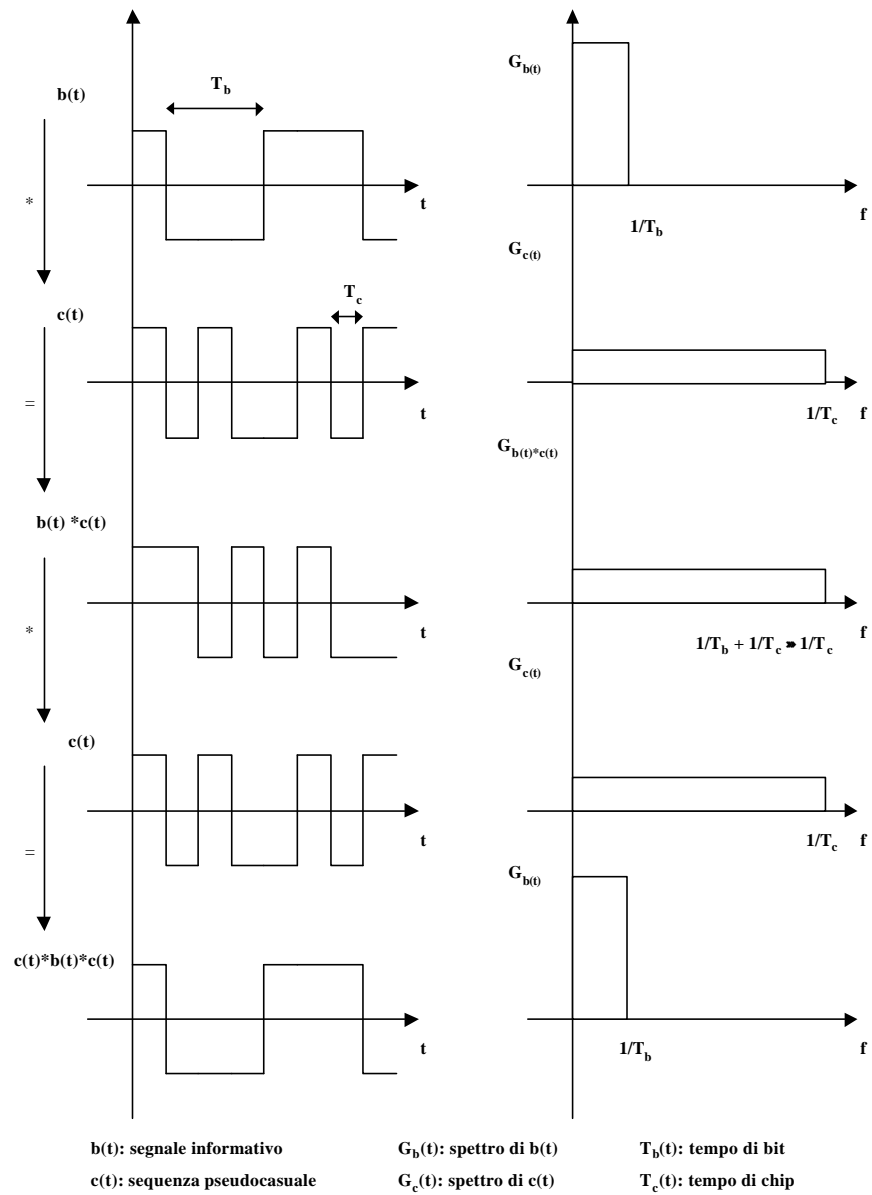 G_b(t)
T_b
b(t)
t
f
*
1/T_b
G_c(t)
T_c
c(t)
=
t
1/T_c f
G_b(t)*c(t)
b(t) *c(t)
t
f
*
1/T_b + 1/T_c » 1/T_c
G_c(t)
c(t)
t
1/T_c f
=
G_b(t)
c(t)*b(t)*c(t)
t
1/T_b
f
b(t): segnale informativo G_b(t): spettro di b(t) T_b(t): tempo di bit
c(t): sequenza pseudocasuale G_c(t): spettro di c(t) T_c(t): tempo di chip